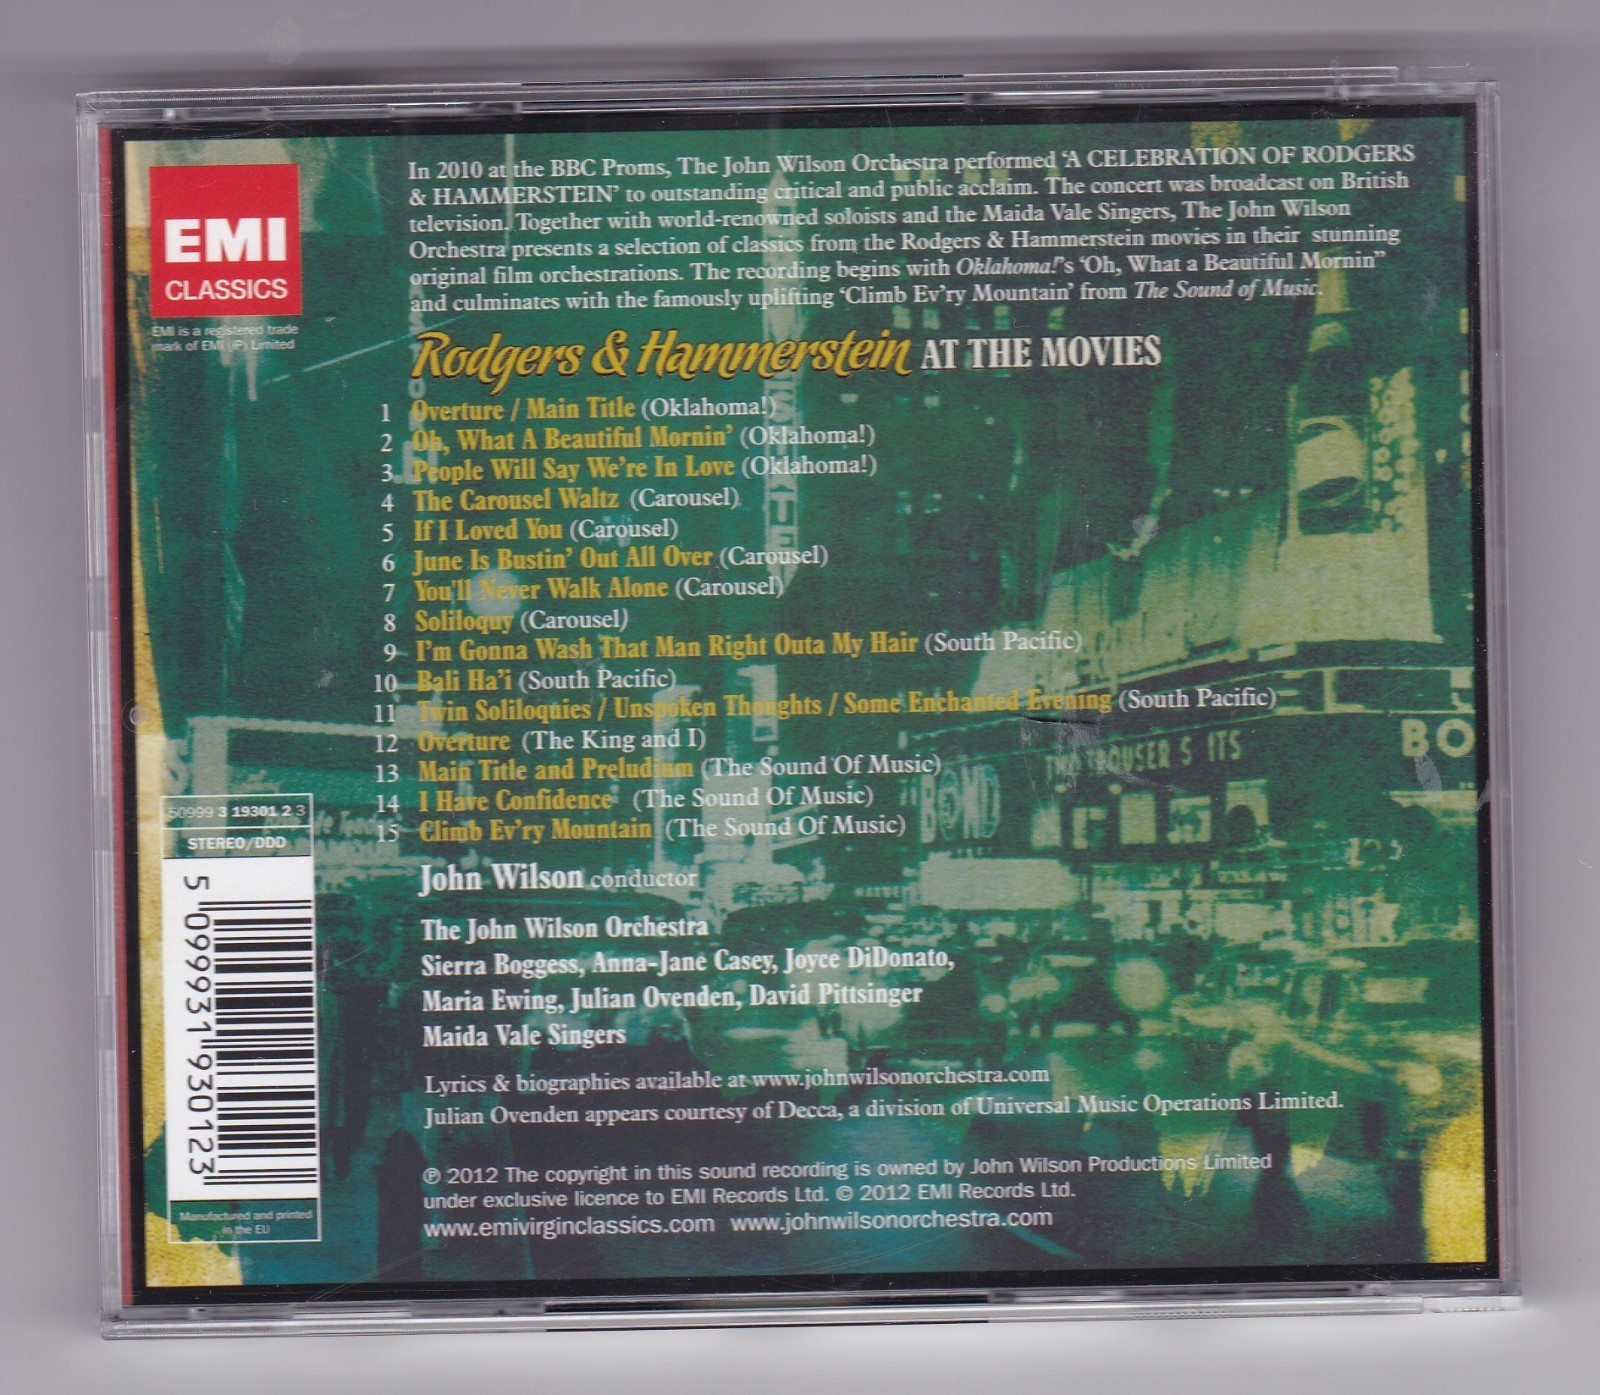 EMI
CLASSICS
EMI is a registered trade
mark of EMI (IP) Limited
In 2010 at the BBC Proms, The John Wilson Orchestra performed ‘A CELEBRATION OF RODGERS
& HAMMERSTEIN’ to outstanding critical and public acclaim. The concert was broadcast on British
television. Together with world-renowned soloists and the Maida Vale Singers, The John Wilson
Orchestra presents a selection of classics from the Rodgers & Hammerstein movies in their stunning
original film orchestrations. The recording begins with Oklahoma!’s ‘Oh, What a Beautiful Mornin’’
and culminates with the famously uplifting ‘Climb Ev’ry Mountain’ from The Sound of Music.
Rodgers & Hammerstein AT THE MOVIES
1 Overture / Main Title (Oklahoma!)
2 Oh, What A Beautiful Mornin’ (Oklahoma!)
3 People Will Say We’re In Love (Oklahoma!)
4 The Carousel Waltz (Carousel)
5 If I Loved You (Carousel)
6 June Is Bustin’ Out All Over (Carousel)
7 You’ll Never Walk Alone (Carousel)
8 Soliloquy (Carousel)
9 I’m Gonna Wash That Man Right Outa My Hair (South Pacific)
10 Bali Ha’i (South Pacific)
11 Twin Soliloquies / Unspoken Thoughts / Some Enchanted Evening (South Pacific)
12 Overture (The King and I)
13 Main Title and Preludium (The Sound Of Music)
14 I Have Confidence (The Sound Of Music)
15 Climb Ev’ry Mountain (The Sound Of Music)
John Wilson conductor
The John Wilson Orchestra
Sierra Boggess, Anna-Jane Casey, Joyce DiDonato,
Maria Ewing, Julian Ovenden, David Pittsinger
Maida Vale Singers
Lyrics & biographies available at www.johnwilsonorchestra.com
Julian Ovenden appears courtesy of Decca, a division of Universal Music Operations Limited.
℗ 2012 The copyright in this sound recording is owned by John Wilson Productions Limited
under exclusive licence to EMI Records Ltd. © 2012 EMI Records Ltd.
www.emivirginclassics.com www.johnwilsonorchestra.com
50999 3 19301 2 3
STEREO/DDD
5 099931 930123
Manufactured and printed
in the EU
BOND
TROUSER S ITS
BO